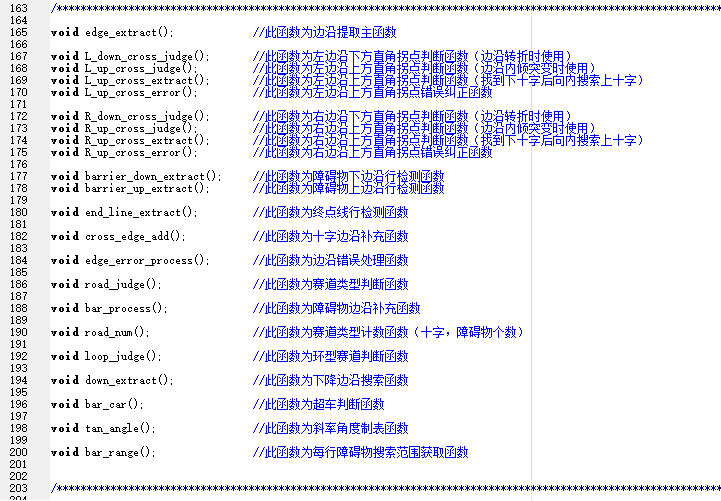 163 /****************************************************************************************************************
164
165 void edge_extract(); //此函数为边沿提取主函数
166
167 void L_down_cross_judge(); //此函数为左边沿下方直角拐点判断函数（边沿转折时使用）
168 void L_up_cross_judge(); //此函数为左边沿上方直角拐点判断函数（边沿内倾突变时使用）
169 void L_up_cross_extract(); //此函数为左边沿上方直角拐点判断函数（找到下十字后向内搜索上十字）
170 void L_up_cross_error(); //此函数为左边沿上方直角拐点错误纠正函数
171
172 void R_down_cross_judge(); //此函数为右边沿下方直角拐点判断函数（边沿转折时使用）
173 void R_up_cross_judge(); //此函数为右边沿上方直角拐点判断函数（边沿内倾突变时使用）
174 void R_up_cross_extract(); //此函数为右边沿上方直角拐点判断函数（找到下十字后向内搜索上十字）
175 void R_up_cross_error(); //此函数为右边沿上方直角拐点错误纠正函数
176
177 void barrier_down_extract(); //此函数为障碍物下边沿行检测函数
178 void barrier_up_extract(); //此函数为障碍物上边沿行检测函数
179
180 void end_line_extract(); //此函数为终点线行检测函数
181
182 void cross_edge_add(); //此函数为十字边沿补充函数
183
184 void edge_error_process(); //此函数为边沿错误处理函数
185
186 void road_judge(); //此函数为赛道类型判断函数
187
188 void bar_process(); //此函数为障碍物边沿补充函数
189
190 void road_num(); //此函数为赛道类型计数函数（十字，障碍物个数）
191
192 void loop_judge(); //此函数为环型赛道判断函数
193
194 void down_extract(); //此函数为下降边沿搜索函数
195
196 void bar_car(); //此函数为超车判断函数
197
198 void tan_angle(); //此函数为斜率角度制表函数
199
200 void bar_range(); //此函数为每行障碍物搜索范围获取函数
201
202
203 /****************************************************************************************************************